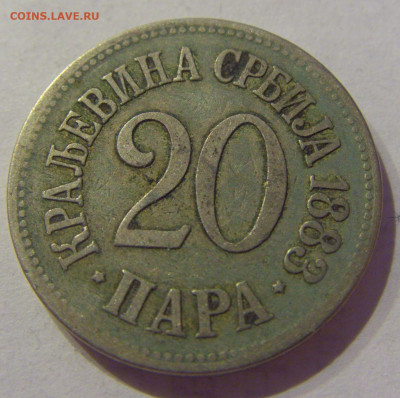 COINS.LAVE.RU
КРАЉЕВИНА СРБИЈА 1883
20
· ПАРА ·